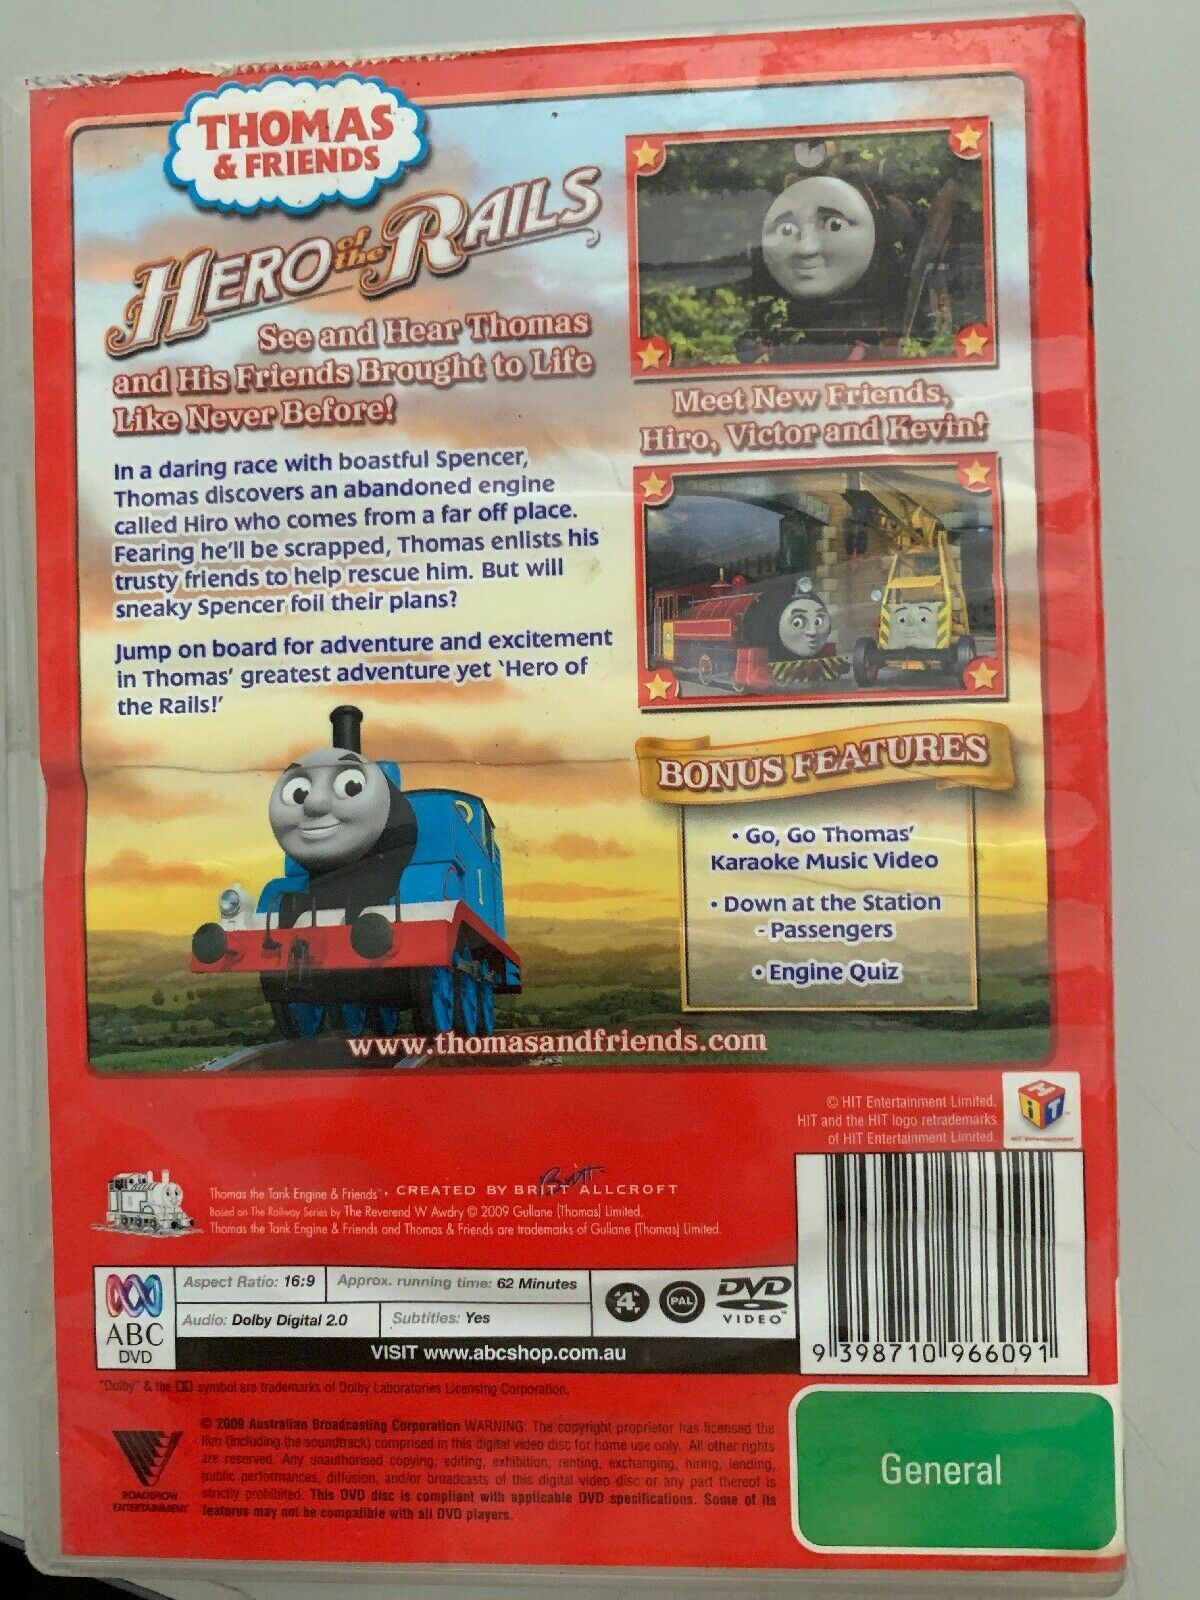 THOMAS
& FRIENDS
HERO of the RAILS
See and Hear Thomas
and His Friends Brought to Life
Like Never Before!
In a daring race with boastful Spencer,
Thomas discovers an abandoned engine
called Hiro who comes from a far off place.
Fearing he'll be scrapped, Thomas enlists his
trusty friends to help rescue him. But will
sneaky Spencer foil their plans?
Jump on board for adventure and excitement
in Thomas' greatest adventure yet 'Hero of
the Rails!'
Meet New Friends,
Hiro, Victor and Kevin!
BONUS FEATURES
• Go, Go Thomas'
Karaoke Music Video
• Down at the Station
- Passengers
• Engine Quiz
www.thomasandfriends.com
© HIT Entertainment Limited.
HIT and the HIT logo retrademarks
of HIT Entertainment Limited.
HiT
HIT entertainment
Thomas the Tank Engine & Friends • CREATED BY BRITT ALLCROFT
Britt
Based on The Railway Series by The Reverend W Awdry © 2009 Gullane (Thomas) Limited.
Thomas the Tank Engine & Friends and Thomas & Friends are trademarks of Gullane (Thomas) Limited.
ABC
DVD
Aspect Ratio: 16:9
Approx. running time: 62 Minutes
Audio: Dolby Digital 2.0
Subtitles: Yes
4
PAL
DVD
VIDEO
VISIT www.abcshop.com.au
9 398710 966091
"Dolby" & the DD symbol are trademarks of Dolby Laboratories Licensing Corporation.
ROADSHOW
ENTERTAINMENT
© 2009 Australian Broadcasting Corporation WARNING: The copyright proprietor has licensed the
film (including the soundtrack) comprised in this digital video disc for home use only. All other rights
are reserved. Any unauthorised copying, editing, exhibition, renting, exchanging, hiring, lending,
public performances, diffusion, and/or broadcasts of this digital video disc or any part thereof is
strictly prohibited. This DVD disc is compliant with applicable DVD specifications. Some of its
features may not be compatible with all DVD players.
General